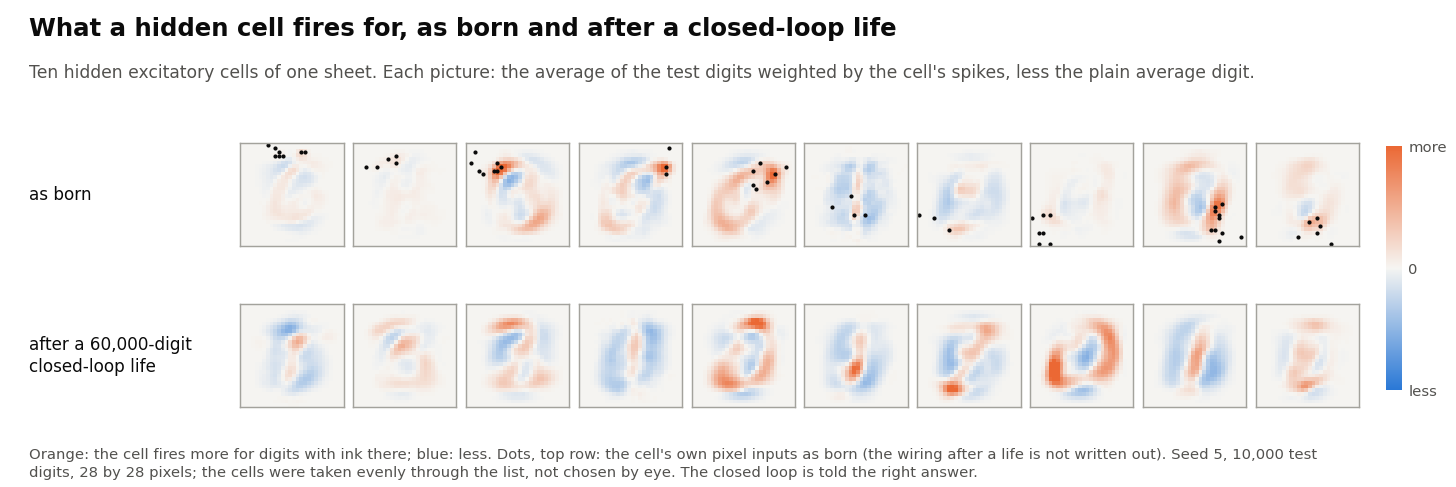 What a hidden cell fires for, as born and after a closed-loop life
Ten hidden excitatory cells of one sheet. Each picture: the average of the test digits weighted by the cell's spikes, less the plain average digit.
as born
more
0
less
after a 60,000-digit
closed-loop life
Orange: the cell fires more for digits with ink there; blue: less. Dots, top row: the cell's own pixel inputs as born (the wiring after a life is not written out). Seed 5, 10,000 test
digits, 28 by 28 pixels; the cells were taken evenly through the list, not chosen by eye. The closed loop is told the right answer.